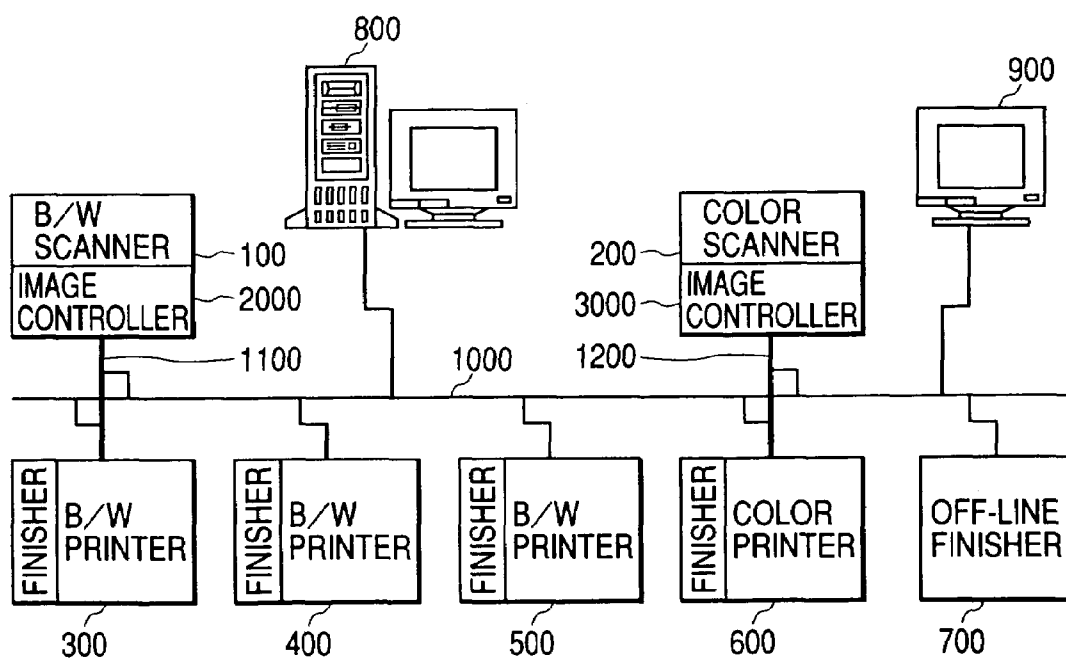 800
900
B/W
SCANNER
100
IMAGE
CONTROLLER
2000
COLOR
SCANNER
200
IMAGE
CONTROLLER
3000
1100
1000
1200
FINISHER
B/W
PRINTER
FINISHER
B/W
PRINTER
FINISHER
B/W
PRINTER
FINISHER
COLOR
PRINTER
OFF-LINE
FINISHER
300
400
500
600
700